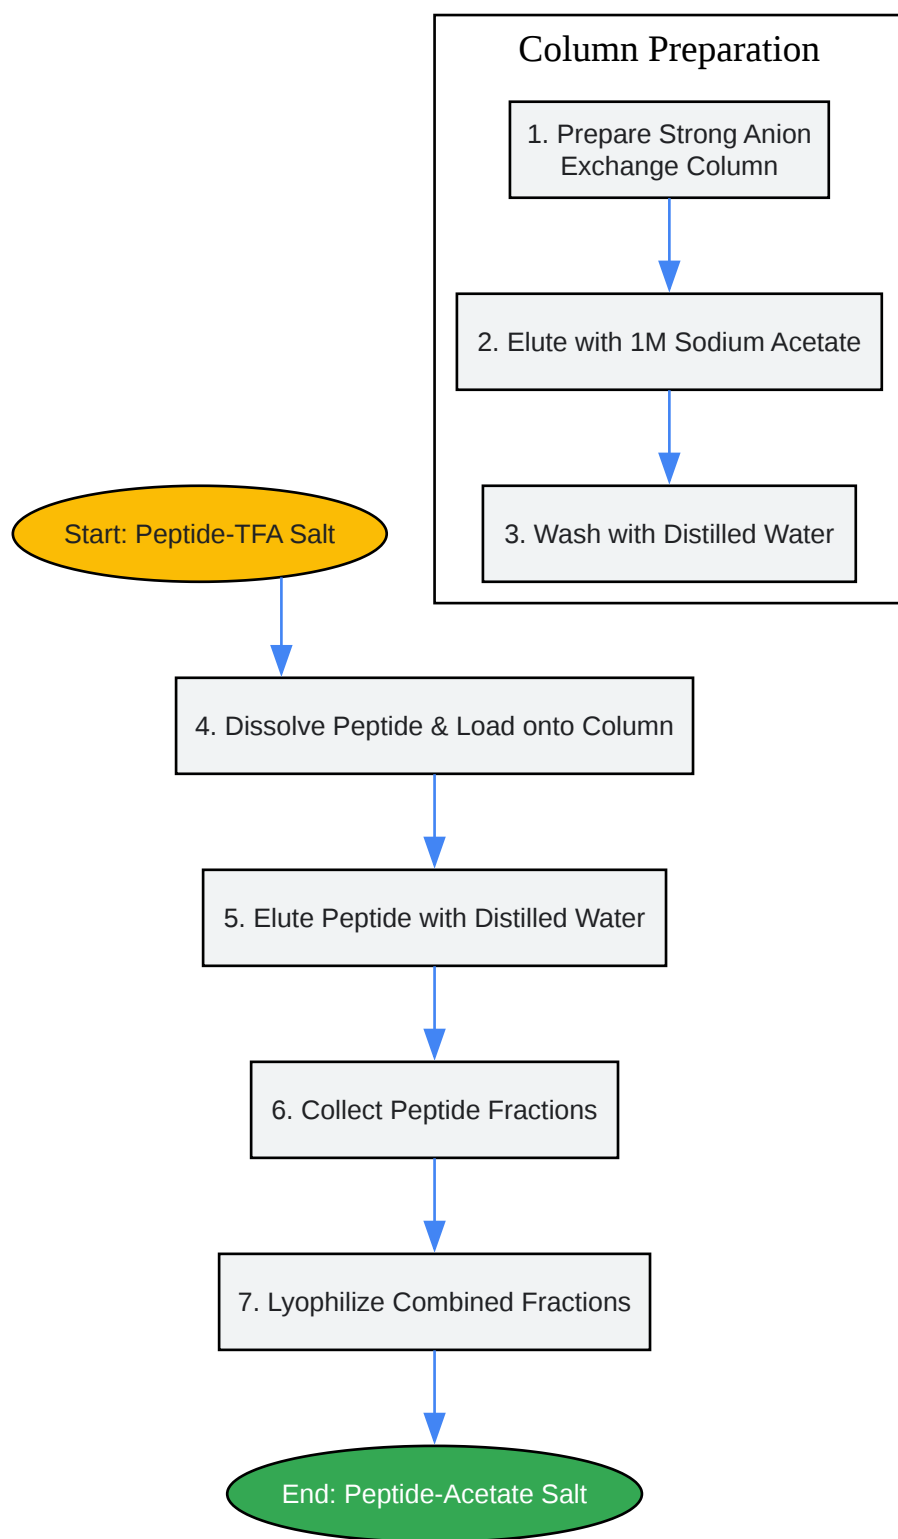 Column Preparation
1. Prepare Strong Anion
Exchange Column
2. Elute with 1M Sodium Acetate
3. Wash with Distilled Water
Start: Peptide-TFA Salt
4. Dissolve Peptide & Load onto Column
5. Elute Peptide with Distilled Water
6. Collect Peptide Fractions
7. Lyophilize Combined Fractions
End: Peptide-Acetate Salt